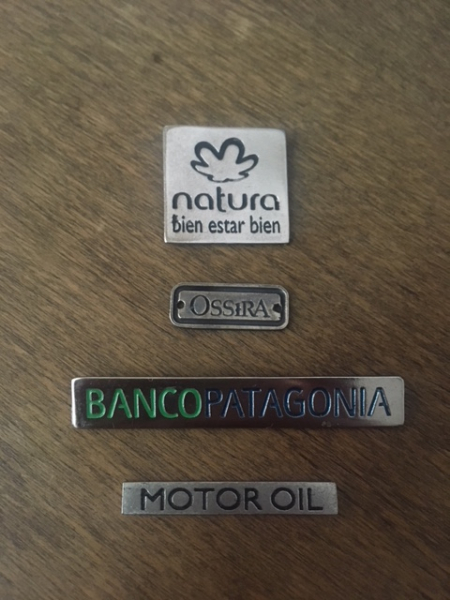 natura
bien estar bien
OSSIRA
BANCOPATAGONIA
MOTOR OIL